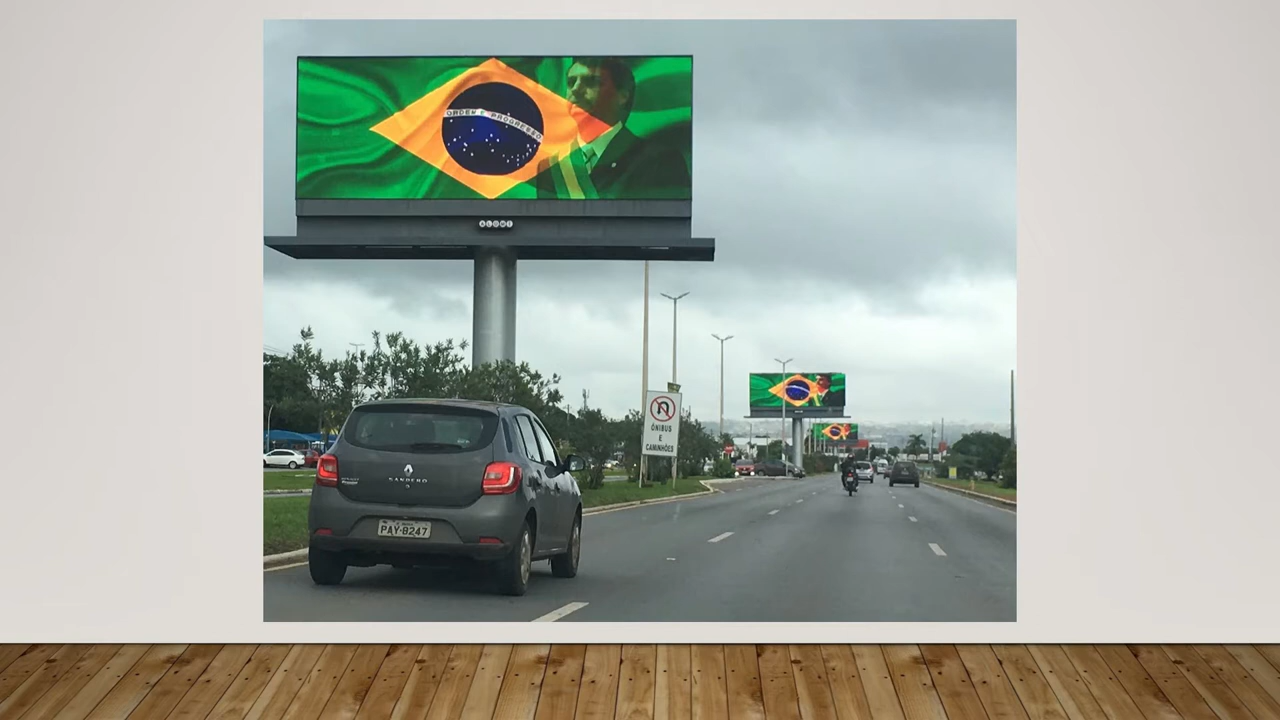 ORDEM E PROGRESSO
ALUMI
ÔNIBUS
E
CAMINHÕES
SANDERO
PAY-8247